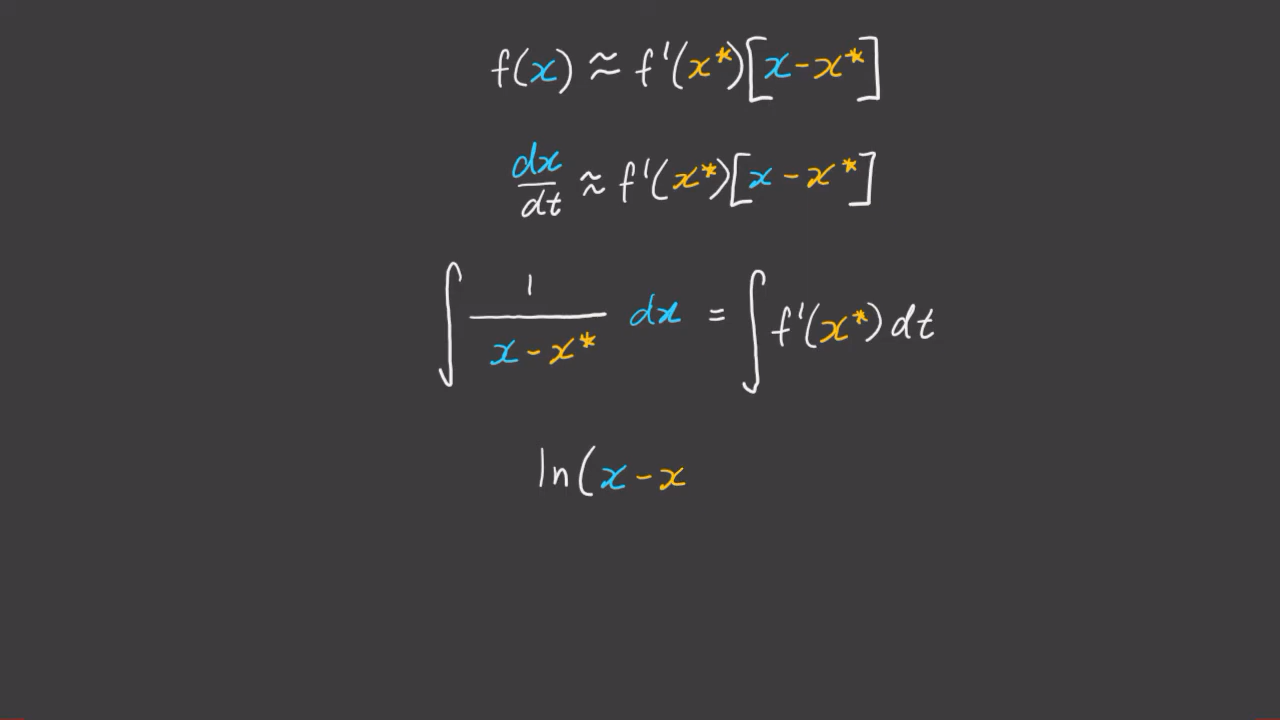 f(x) ≈ f'(x*)[x-x*]
dx/dt ≈ f'(x*)[x-x*]
∫ 1/(x-x*) dx = ∫ f'(x*) dt
ln(x-x